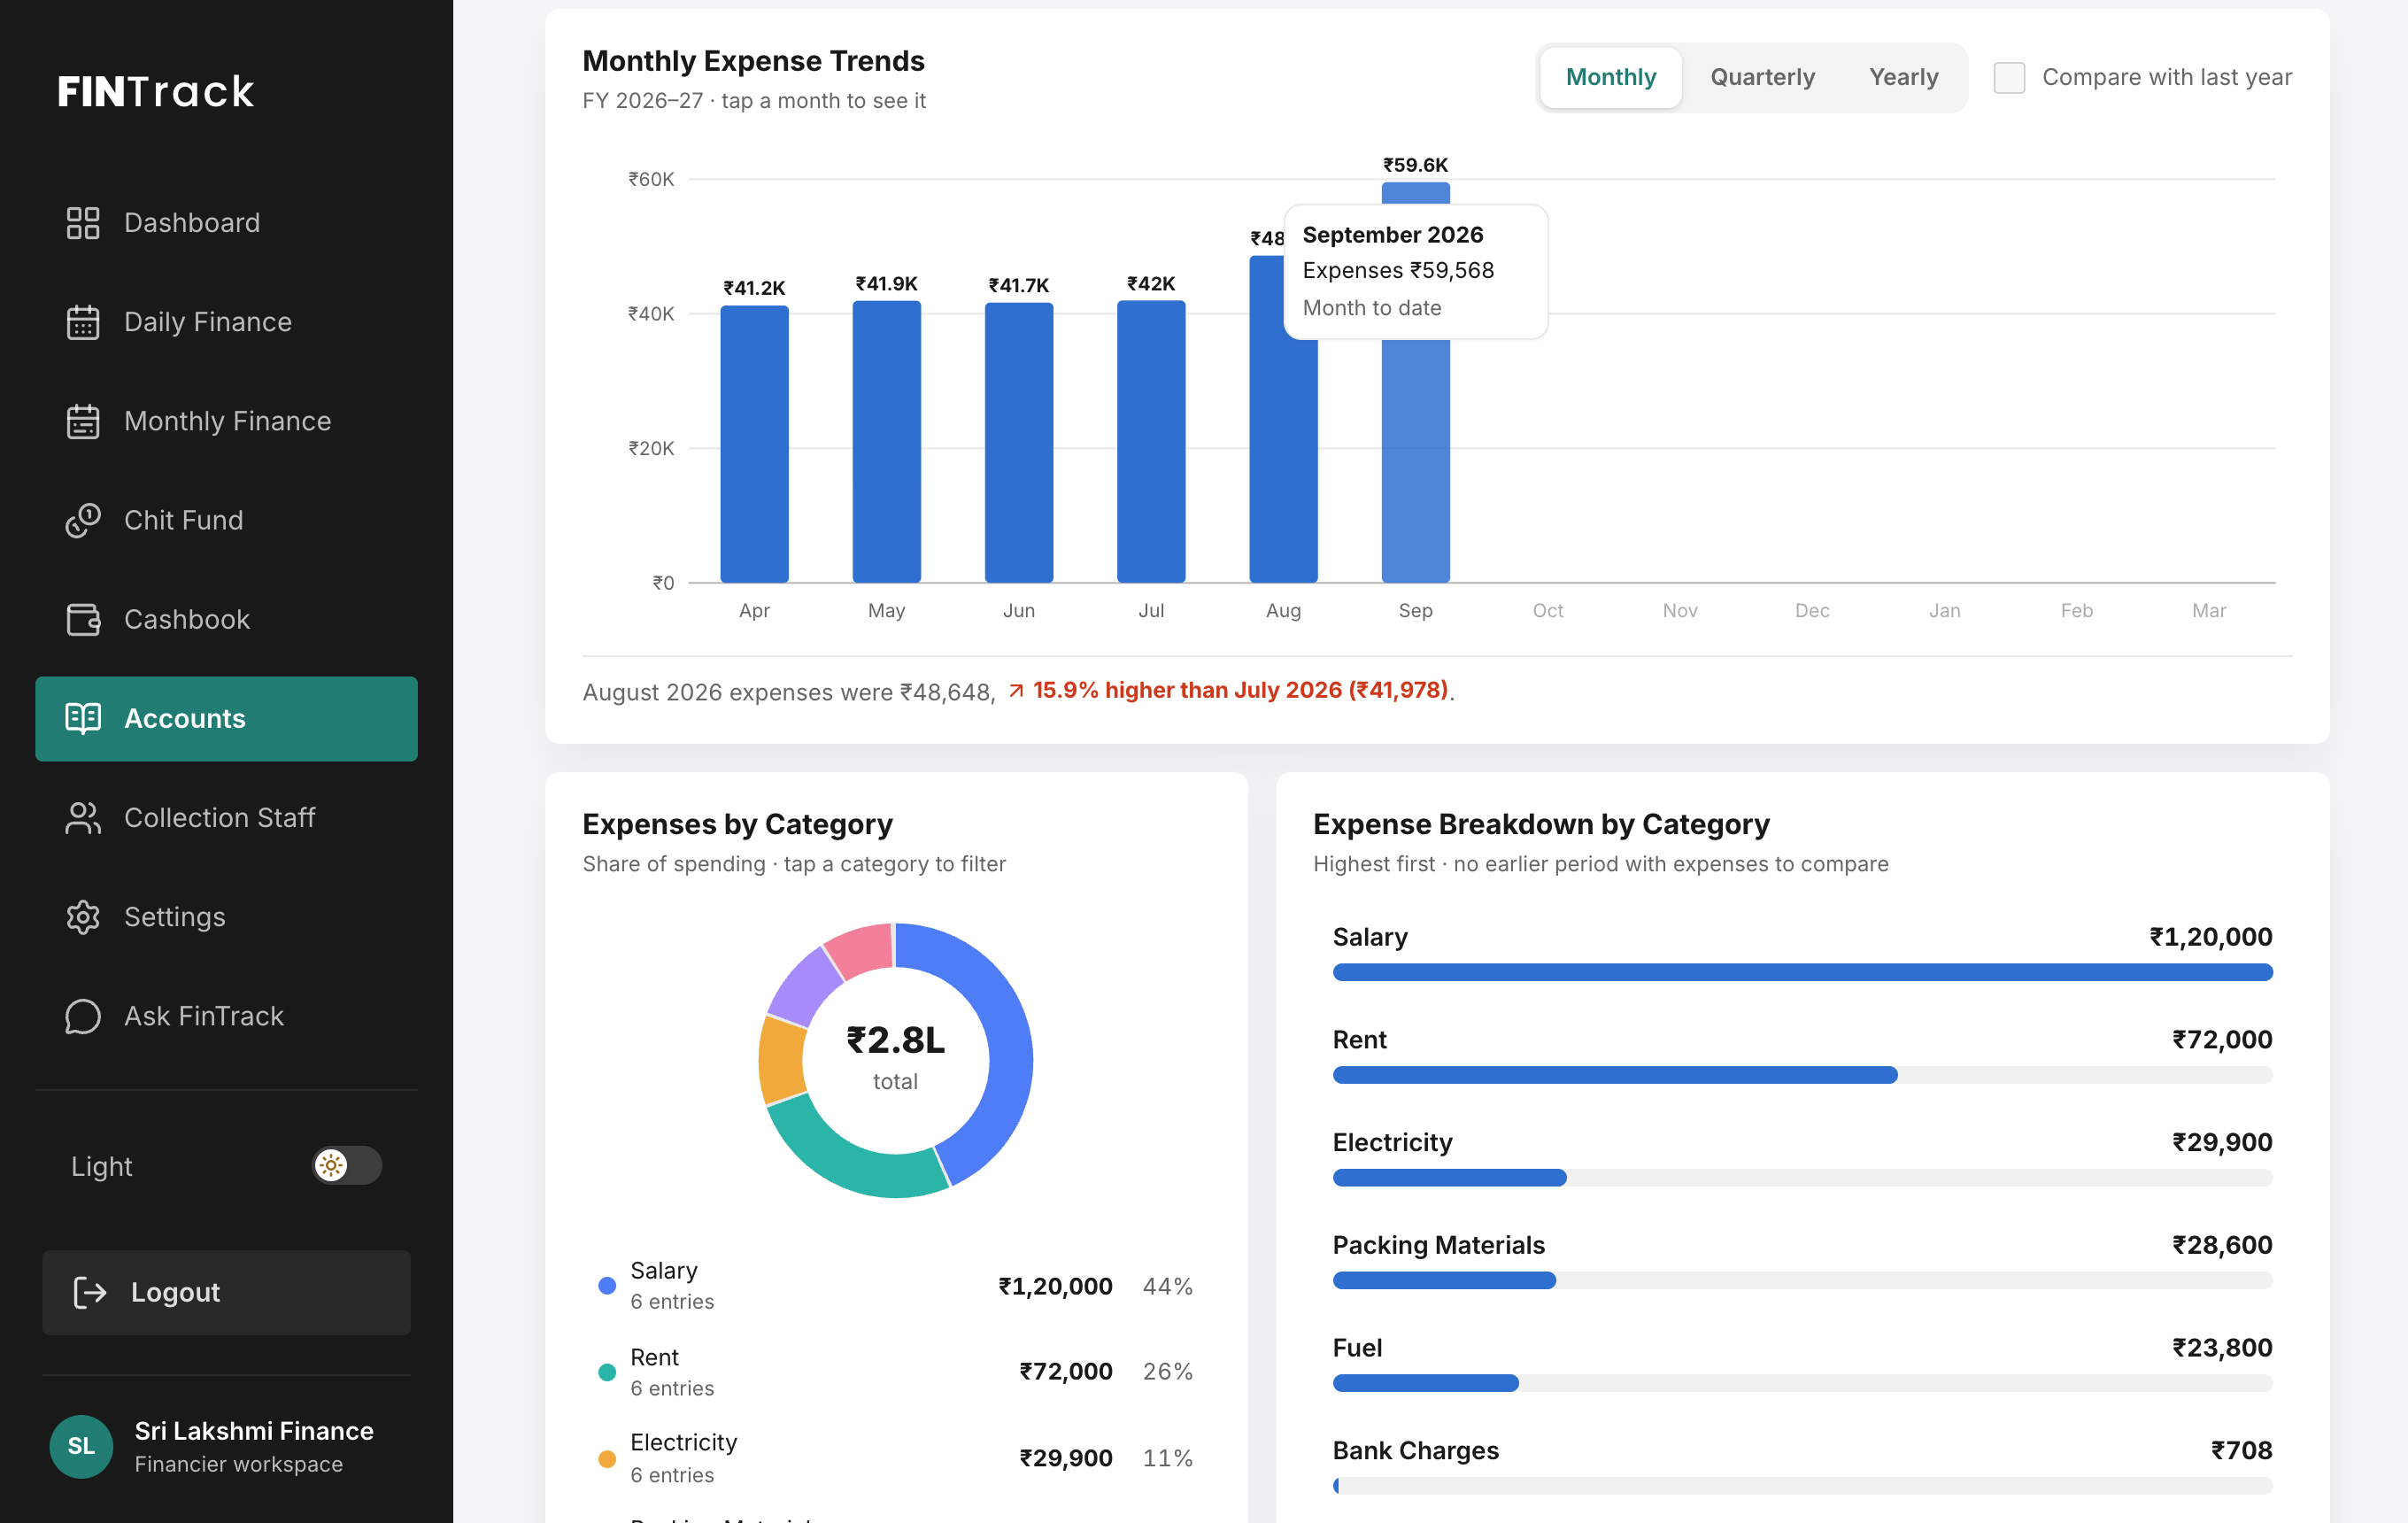 FINTrack
Dashboard
Daily Finance
Monthly Finance
Chit Fund
Cashbook
Accounts
Collection Staff
Settings
Ask FinTrack
Light
Logout
SL
Sri Lakshmi Finance
Financier workspace
Monthly Expense Trends
FY 2026–27 · tap a month to see it
Monthly Quarterly Yearly
Compare with last year
₹60K
₹40K
₹20K
₹0
₹41.2K
₹41.9K
₹41.7K
₹42K
₹48
₹59.6K
September 2026
Expenses ₹59,568
Month to date
Apr May Jun Jul Aug Sep Oct Nov Dec Jan Feb Mar
August 2026 expenses were ₹48,648, 15.9% higher than July 2026 (₹41,978).
Expenses by Category
Share of spending · tap a category to filter
₹2.8L
total
Salary
6 entries
₹1,20,000 44%
Rent
6 entries
₹72,000 26%
Electricity
6 entries
₹29,900 11%
Expense Breakdown by Category
Highest first · no earlier period with expenses to compare
Salary ₹1,20,000
Rent ₹72,000
Electricity ₹29,900
Packing Materials ₹28,600
Fuel ₹23,800
Bank Charges ₹708